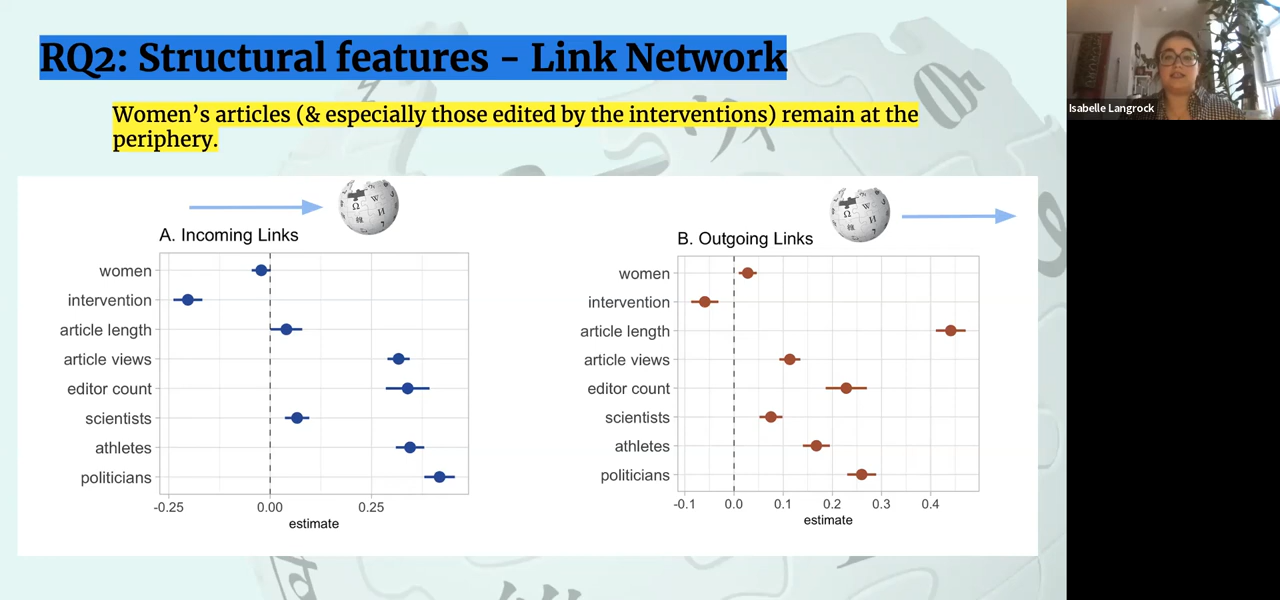 RQ2: Structural features - Link Network
Women's articles (& especially those edited by the interventions) remain at the
periphery.
Isabelle Langrock
A. Incoming Links
women
intervention
article length
article views
editor count
scientists
athletes
politicians
-0.25 0.00 0.25
estimate
B. Outgoing Links
women
intervention
article length
article views
editor count
scientists
athletes
politicians
-0.1 0.0 0.1 0.2 0.3 0.4
estimate